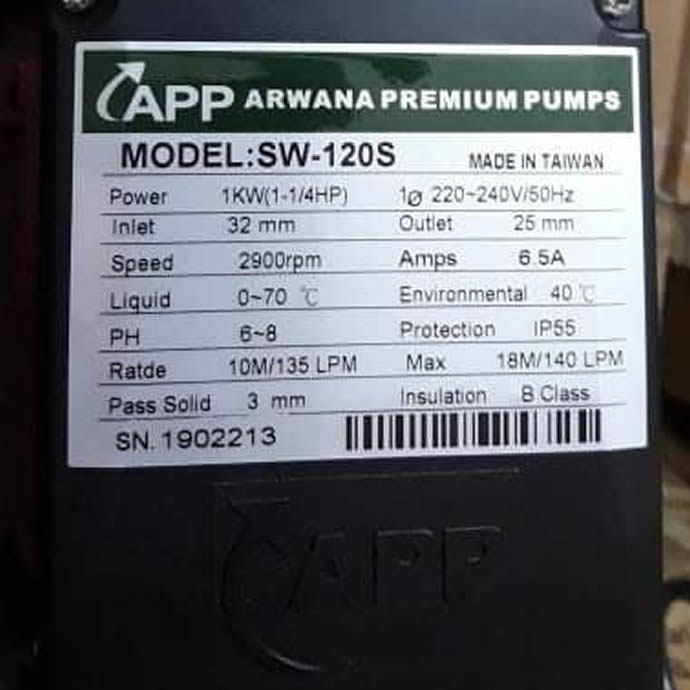 APP ARWANA PREMIUM PUMPS
MODEL:SW-120S MADE IN TAIWAN
Power 1KW(1-1/4HP) 1Ø 220~240V/50Hz
Inlet 32 mm Outlet 25 mm
Speed 2900rpm Amps 6.5A
Liquid 0~70 ℃ Environmental 40 ℃
PH 6~8 Protection IP55
Ratde 10M/135 LPM Max 18M/140 LPM
Pass Solid 3 mm Insulation B Class
SN. 1902213
APP